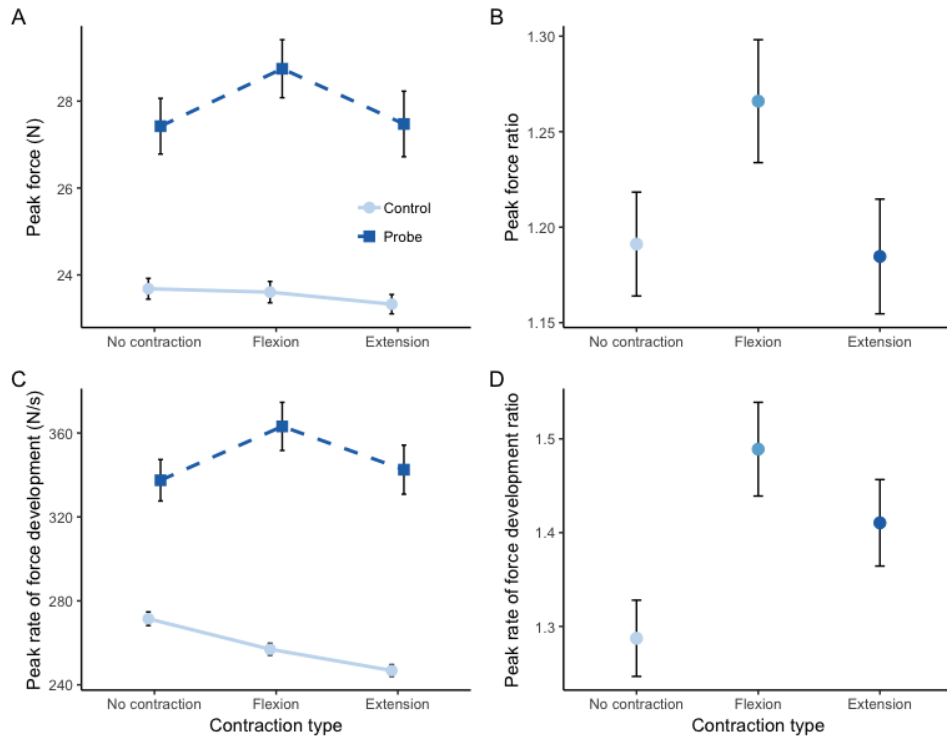 A
Peak force (N)
28
26
24
Control
Probe
No contraction
Flexion
Extension
B
Peak force ratio
1.30
1.25
1.20
1.15
No contraction
Flexion
Extension
C
Peak rate of force development (N/s)
360
320
280
240
No contraction
Flexion
Extension
Contraction type
D
Peak rate of force development ratio
1.5
1.4
1.3
No contraction
Flexion
Extension
Contraction type